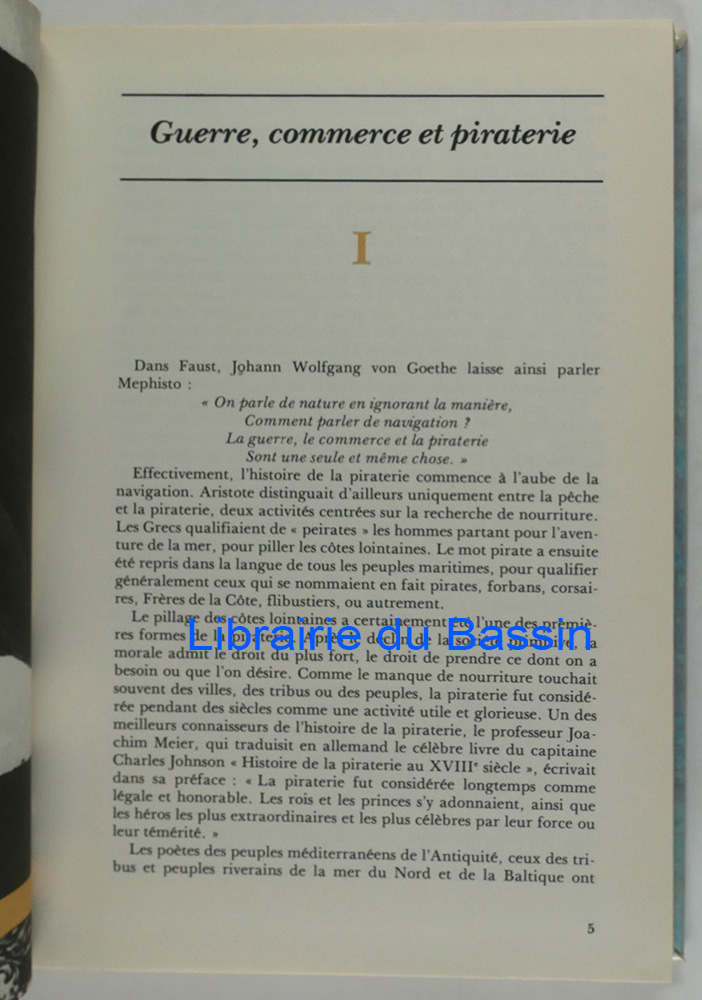 Guerre, commerce et piraterie
I
Dans Faust, Johann Wolfgang von Goethe laisse ainsi parler
Mephisto :
« On parle de nature en ignorant la manière,
Comment parler de navigation ?
La guerre, le commerce et la piraterie
Sont une seule et même chose. »
Effectivement, l'histoire de la piraterie commence à l'aube de la
navigation. Aristote distinguait d'ailleurs uniquement entre la pêche
et la piraterie, deux activités centrées sur la recherche de nourriture.
Les Grecs qualifiaient de « peirates » les hommes partant pour l'aven-
ture de la mer, pour piller les côtes lointaines. Le mot pirate a ensuite
été repris dans la langue de tous les peuples maritimes, pour qualifier
généralement ceux qui se nommaient en fait pirates, forbans, corsai-
res, Frères de la Côte, flibustiers, ou autrement.
Le pillage des côtes lointaines a certainement l'une des premiè-
res formes de la piraterie. Après le déclin de la
Librairie du Bassin
morale admit le droit du plus fort, le droit de prendre ce dont on a
besoin ou que l'on désire. Comme le manque de nourriture touchait
souvent des villes, des tribus ou des peuples, la piraterie fut considé-
rée pendant des siècles comme une activité utile et glorieuse. Un des
meilleurs connaisseurs de l'histoire de la piraterie, le professeur Joa-
chim Meier, qui traduisit en allemand le célèbre livre du capitaine
Charles Johnson « Histoire de la piraterie au XVIIIe siècle », écrivait
dans sa préface : « La piraterie fut considérée longtemps comme
légale et honorable. Les rois et les princes s'y adonnaient, ainsi que
les héros les plus extraordinaires et les plus célèbres par leur force ou
leur témérité. »
Les poètes des peuples méditerranéens de l'Antiquité, ceux des tri-
bus et peuples riverains de la mer du Nord et de la Baltique ont
5